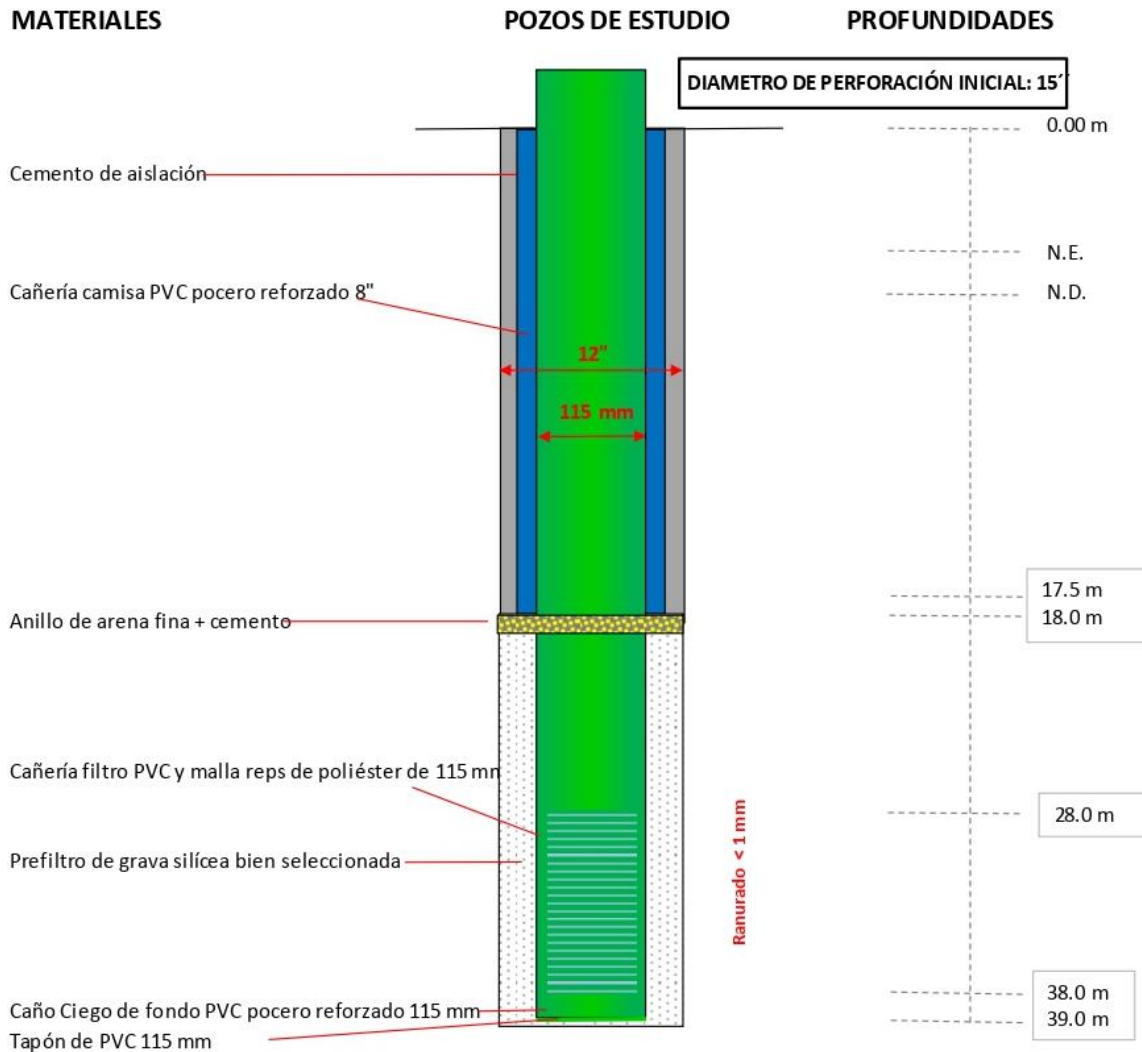 MATERIALES
POZOS DE ESTUDIO
PROFUNDIDADES
DIAMETRO DE PERFORACIÓN INICIAL: 15´´
0.00 m
Cemento de aislación
N.E.
Cañería camisa PVC pocero reforzado 8"
N.D.
12"
115 mm
17.5 m
Anillo de arena fina + cemento
18.0 m
Cañería filtro PVC y malla reps de poliéster de 115 mm
28.0 m
Prefiltro de grava silícea bien seleccionada
Ranurado < 1 mm
38.0 m
Caño Ciego de fondo PVC pocero reforzado 115 mm
39.0 m
Tapón de PVC 115 mm